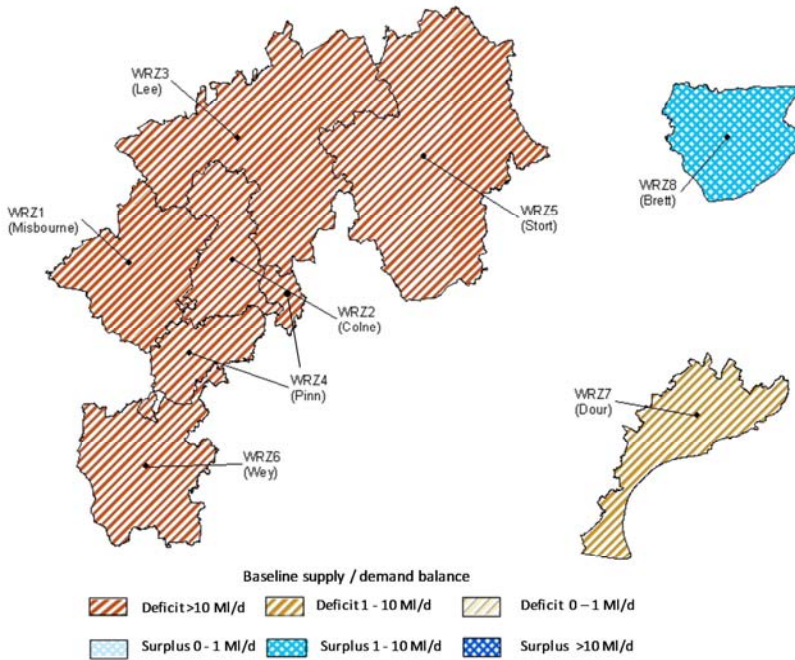 WRZ3
(Lee)
WRZ8
(Brett)
WRZ1
(Misbourne)
WRZ5
(Stort)
WRZ2
(Colne)
WRZ4
(Pinn)
WRZ7
(Dour)
WRZ6
(Wey)
Baseline supply / demand balance
Deficit >10 Ml/d
Deficit 1 - 10 Ml/d
Deficit 0 – 1 Ml/d
Surplus 0 - 1 Ml/d
Surplus 1 - 10 Ml/d
Surplus >10 Ml/d